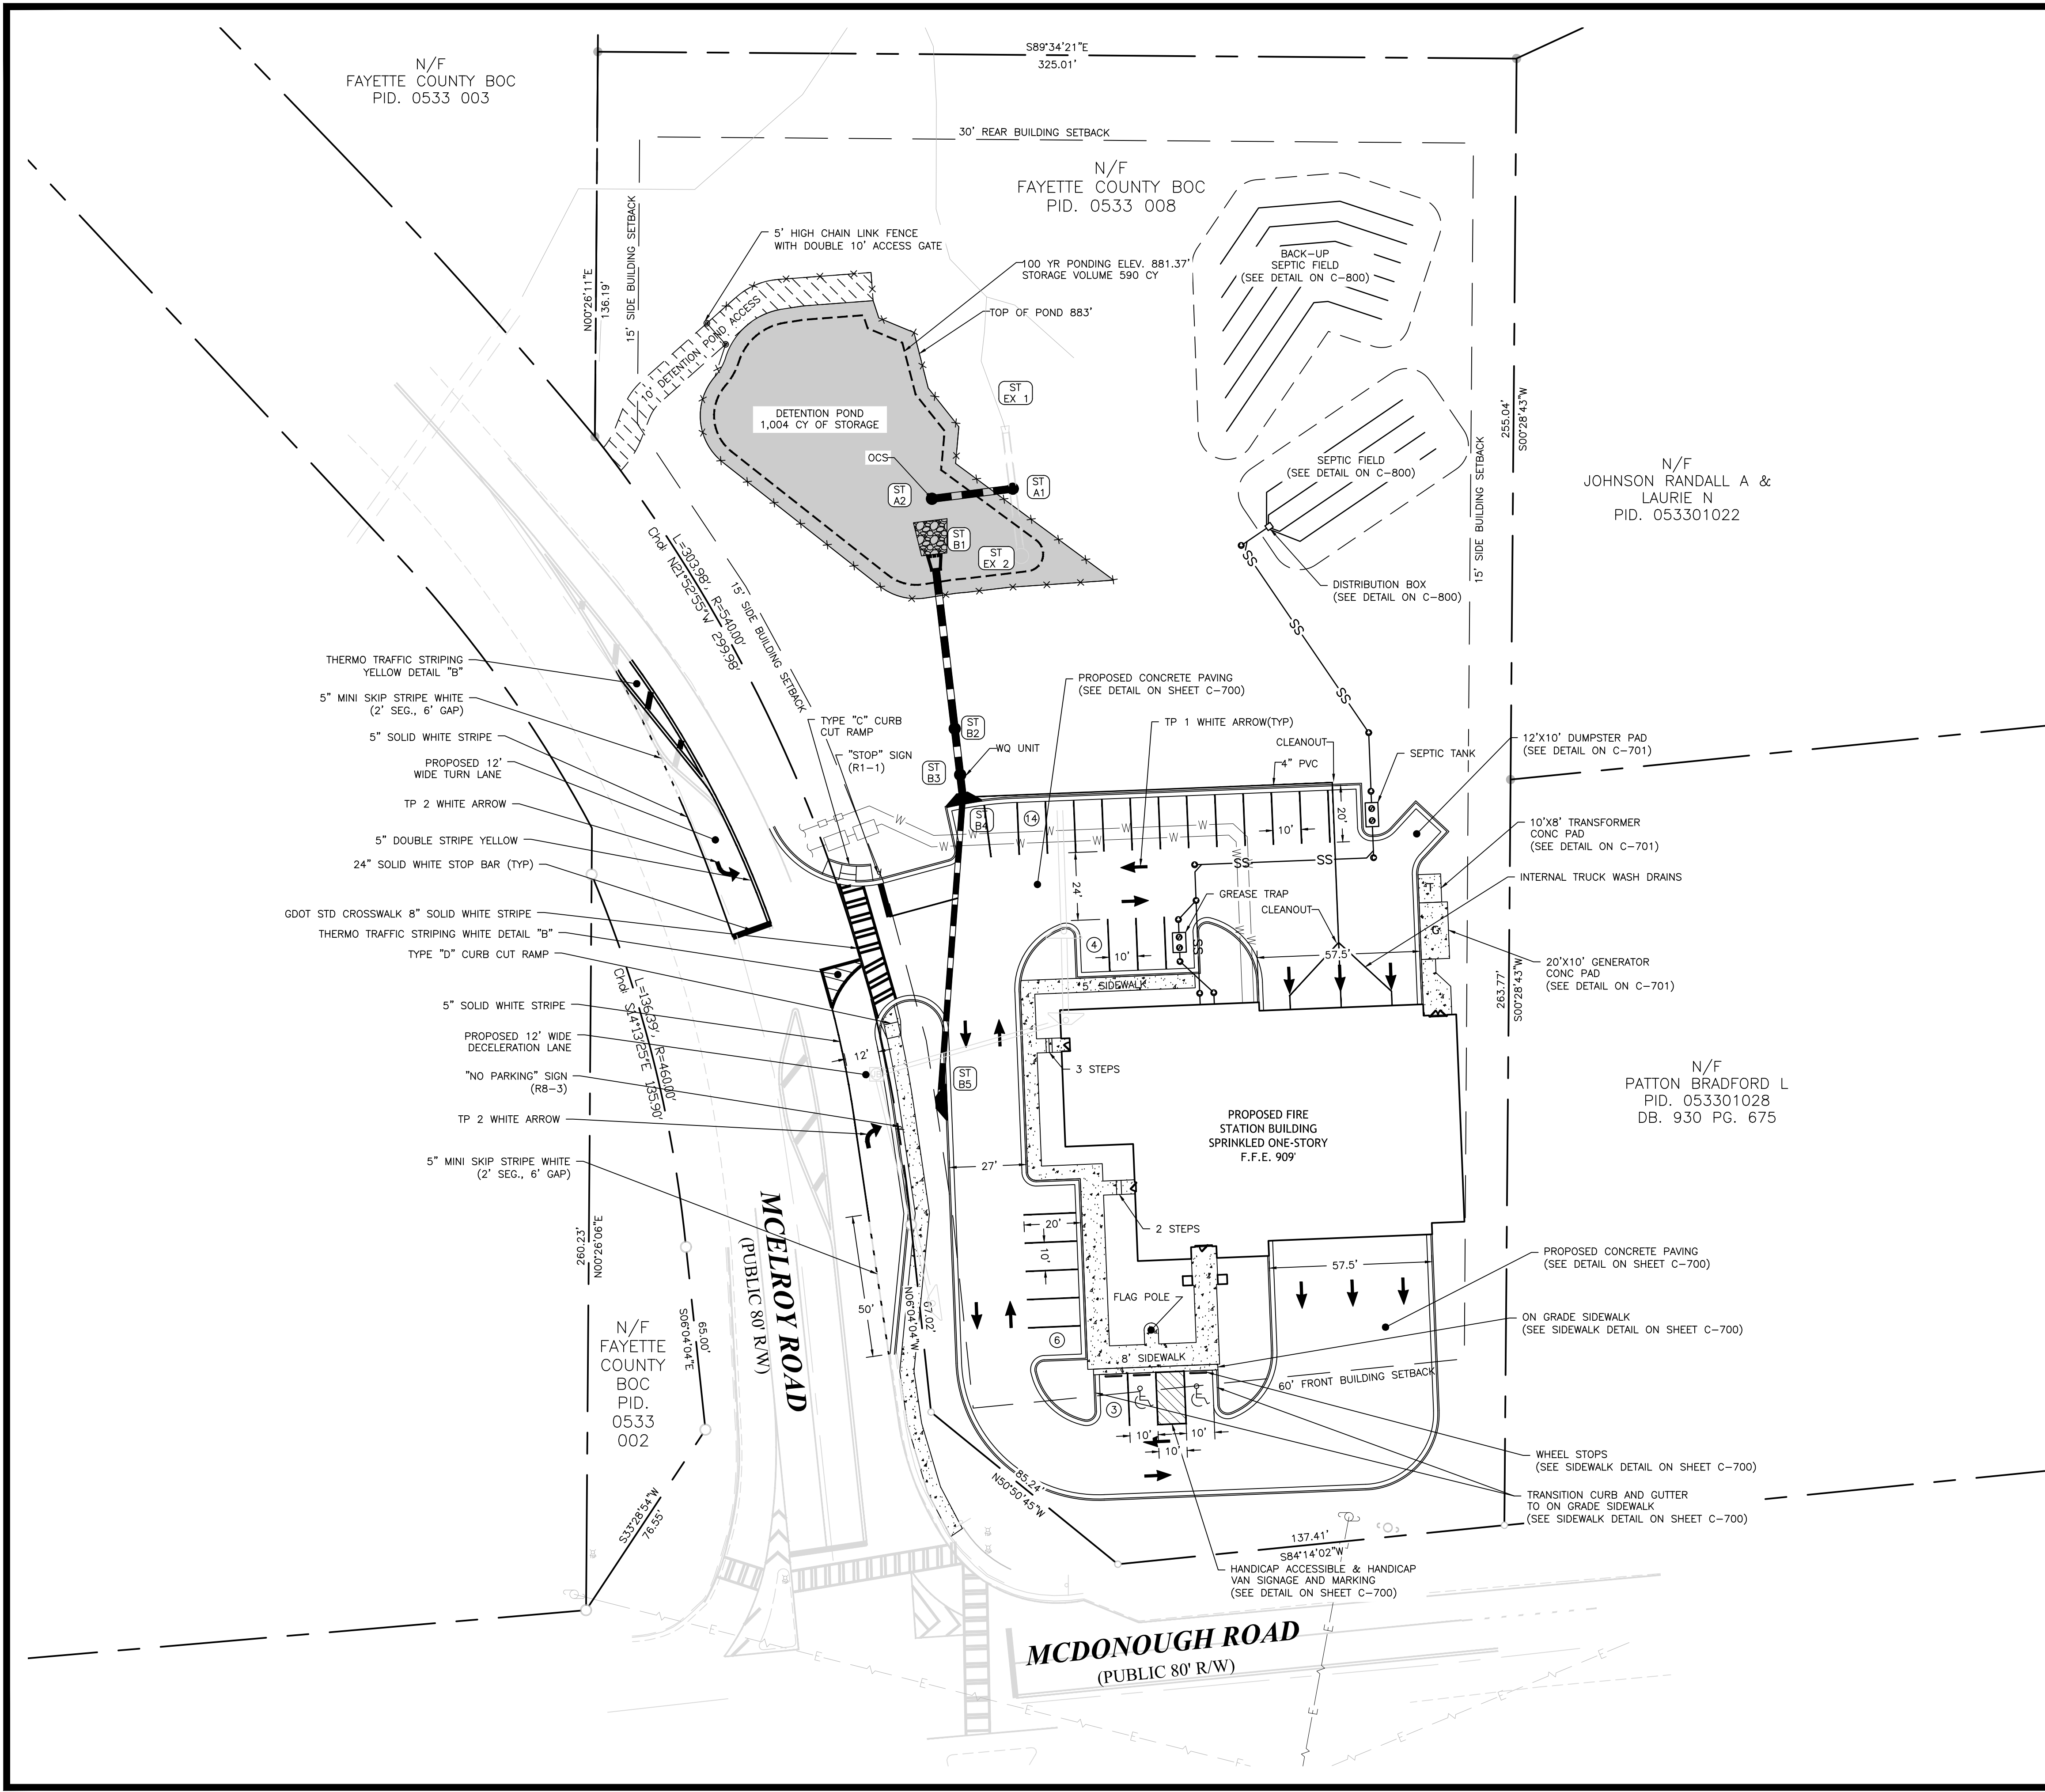 S89°34'21"E
325.01'
N/F
FAYETTE COUNTY BOC
PID. 0533 003
30' REAR BUILDING SETBACK
N/F
FAYETTE COUNTY BOC
PID. 0533 008
15' SIDE BUILDING SETBACK
N00°26'11"E
136.19'
5' HIGH CHAIN LINK FENCE
WITH DOUBLE 10' ACCESS GATE
100 YR PONDING ELEV. 881.37'
STORAGE VOLUME 590 CY
TOP OF POND 883'
10' DETENTION POND ACCESS
BACK-UP
SEPTIC FIELD
(SEE DETAIL ON C-800)
ST
EX 1
DETENTION POND
1,004 CY OF STORAGE
OCS
ST
A2
ST
A1
ST
B1
ST
EX 2
SEPTIC FIELD
(SEE DETAIL ON C-800)
15' SIDE BUILDING SETBACK
255.04'
S00°28'43"W
N/F
JOHNSON RANDALL A &
LAURIE N
PID. 053301022
SS
SS
SS
DISTRIBUTION BOX
(SEE DETAIL ON C-800)
L=303.98', R=540.00'
Chd: N21°52'55"W 299.98'
15' SIDE BUILDING SETBACK
THERMO TRAFFIC STRIPING
YELLOW DETAIL "B"
5" MINI SKIP STRIPE WHITE
(2' SEG., 6' GAP)
5" SOLID WHITE STRIPE
PROPOSED 12'
WIDE TURN LANE
TP 2 WHITE ARROW
5" DOUBLE STRIPE YELLOW
24" SOLID WHITE STOP BAR (TYP)
GDOT STD CROSSWALK 8" SOLID WHITE STRIPE
THERMO TRAFFIC STRIPING WHITE DETAIL "B"
TYPE "D" CURB CUT RAMP
5" SOLID WHITE STRIPE
PROPOSED 12' WIDE
DECELERATION LANE
"NO PARKING" SIGN
(R8-3)
TP 2 WHITE ARROW
5" MINI SKIP STRIPE WHITE
(2' SEG., 6' GAP)
PROPOSED CONCRETE PAVING
(SEE DETAIL ON SHEET C-700)
TYPE "C" CURB
CUT RAMP
"STOP" SIGN
(R1-1)
ST
B2
WQ UNIT
ST
B3
ST
B4
TP 1 WHITE ARROW(TYP)
CLEANOUT
4" PVC
SEPTIC TANK
12'X10' DUMPSTER PAD
(SEE DETAIL ON C-701)
10'X8' TRANSFORMER
CONC PAD
(SEE DETAIL ON C-701)
INTERNAL TRUCK WASH DRAINS
20'X10' GENERATOR
CONC PAD
(SEE DETAIL ON C-701)
14
20'
10'
W
W
W
W
W
W
W
W
W
W
W
W
W
24'
SS
SS
SS
GREASE TRAP
CLEANOUT
T
G
4
10'
57.5'
5' SIDEWALK
3 STEPS
12'
ST
B5
L=136.39', R=460.00'
Chd: S14°13'25"E 135.90'
263.77'
S00°28'43"W
N/F
PATTON BRADFORD L
PID. 053301028
DB. 930 PG. 675
PROPOSED FIRE
STATION BUILDING
SPRINKLED ONE-STORY
F.F.E. 909'
27'
2 STEPS
20'
10'
6
50'
67.02'
N06°04'04"W
MCELROY ROAD
(PUBLIC 80' R/W)
260.23'
N00°26'06"E
65.00'
S06°04'04"E
N/F
FAYETTE
COUNTY
BOC
PID.
0533
002
S33°28'54"W
76.55'
FLAG POLE
8' SIDEWALK
57.5'
60' FRONT BUILDING SETBACK
PROPOSED CONCRETE PAVING
(SEE DETAIL ON SHEET C-700)
ON GRADE SIDEWALK
(SEE SIDEWALK DETAIL ON SHEET C-700)
3
10'
10'
10'
WHEEL STOPS
(SEE SIDEWALK DETAIL ON SHEET C-700)
TRANSITION CURB AND GUTTER
TO ON GRADE SIDEWALK
(SEE SIDEWALK DETAIL ON SHEET C-700)
85.24'
N50°50'45"W
137.41'
S84°14'02"W
HANDICAP ACCESSIBLE & HANDICAP
VAN SIGNAGE AND MARKING
(SEE DETAIL ON SHEET C-700)
MCDONOUGH ROAD
(PUBLIC 80' R/W)
E
E
E
E
E
E
E
E
E
E
E